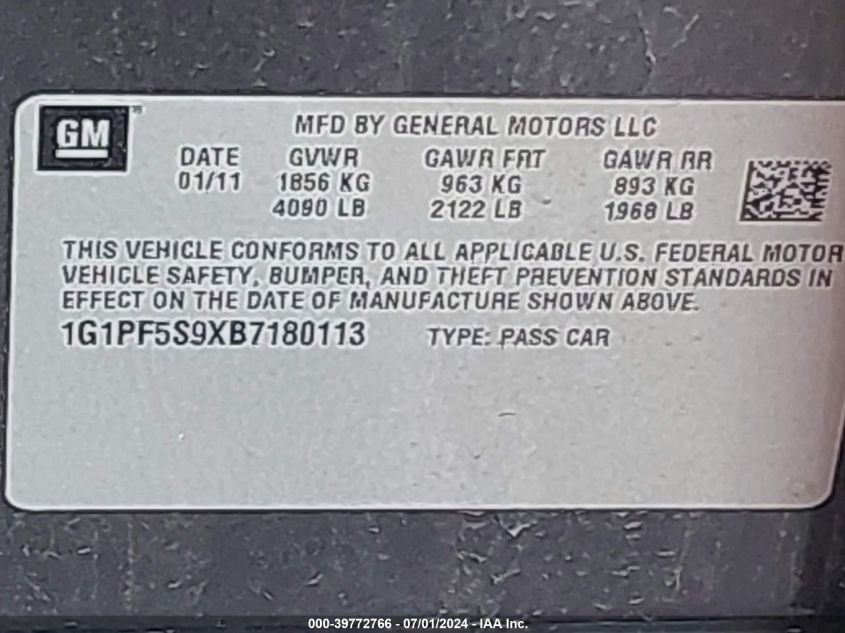 GM
MFD BY GENERAL MOTORS LLC
DATE GVWR GAWR FRT GAWR RR
01/11 1856 KG 963 KG 893 KG
4090 LB 2122 LB 1968 LB
THIS VEHICLE CONFORMS TO ALL APPLICABLE U.S. FEDERAL MOTOR
VEHICLE SAFETY, BUMPER, AND THEFT PREVENTION STANDARDS IN
EFFECT ON THE DATE OF MANUFACTURE SHOWN ABOVE.
1G1PF5S9XB7180113 TYPE: PASS CAR
000-39772766 - 07/01/2024 - IAA Inc.